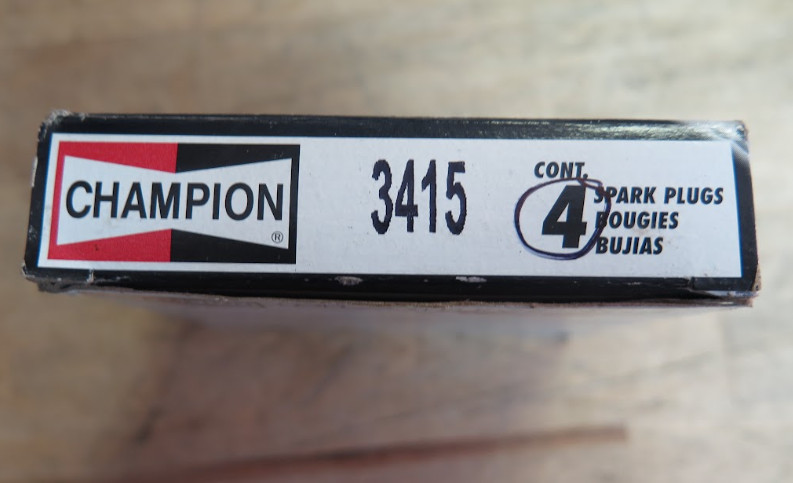 CHAMPION
®
3415
CONT.
4
SPARK PLUGS
BOUGIES
BUJIAS